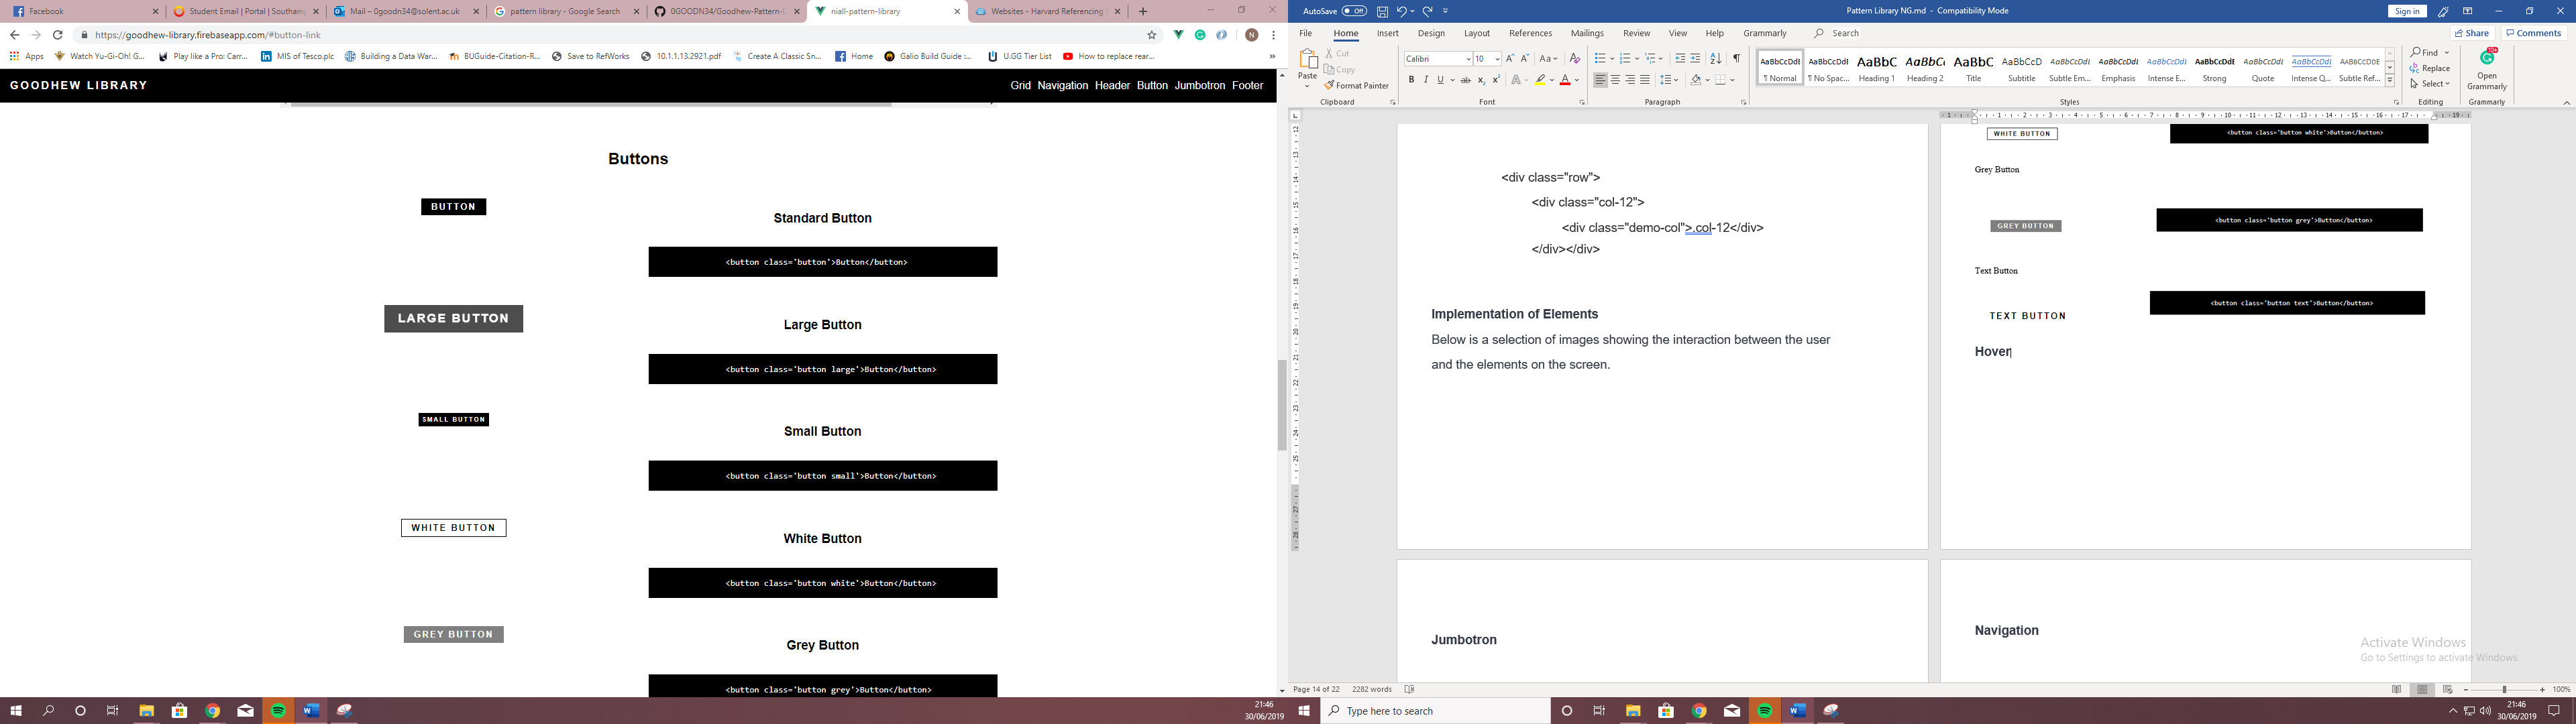 Facebook
Student Email | Portal | Southam
Mail – 0goodn34@solent.ac.uk
pattern library - Google Search
0GOODN34/Goodhew-Pattern-L
niall-pattern-library
Websites - Harvard Referencing
https://goodhew-library.firebaseapp.com/#button-link
Apps
Watch Yu-Gi-Oh! G...
Play like a Pro: Carr...
MIS of Tesco.plc
Building a Data War...
BUGuide-Citation-R...
Save to RefWorks
10.1.1.13.2921.pdf
Create A Classic Sn...
Home
Galio Build Guide :...
U.GG Tier List
How to replace rear...
GOODHEW LIBRARY
Grid Navigation Header Button Jumbotron Footer
Buttons
BUTTON
Standard Button
<button class='button'>Button</button>
LARGE BUTTON
Large Button
<button class='button large'>Button</button>
SMALL BUTTON
Small Button
<button class='button small'>Button</button>
WHITE BUTTON
White Button
<button class='button white'>Button</button>
GREY BUTTON
Grey Button
<button class='button grey'>Button</button>
21:46
30/06/2019
AutoSave Off
Pattern Library NG.md - Compatibility Mode
Sign in
File Home Insert Design Layout References Mailings Review View Help Grammarly Search
Share Comments
Paste
Cut
Copy
Format Painter
Clipboard
Calibri 10
Font
Paragraph
AaBbCcDdE
¶ Normal
AaBbCcDdE
¶ No Spac...
AaBbC
Heading 1
AaBbCc
Heading 2
AaBbC
Title
AaBbCcD
Subtitle
AaBbCcDdL
Subtle Em...
AaBbCcDdL
Emphasis
AaBbCcDdL
Intense E...
AaBbCcDdE
Strong
AaBbCcDdL
Quote
AaBbCcDdL
Intense Q...
AABBCCDDE
Subtle Ref...
Styles
Find
Replace
Select
Editing
Open
Grammarly
Grammarly
<div class="row">
<div class="col-12">
<div class="demo-col">.col-12</div>
</div></div>
Implementation of Elements
Below is a selection of images showing the interaction between the user
and the elements on the screen.
WHITE BUTTON
<button class='button white'>Button</button>
Grey Button
GREY BUTTON
<button class='button grey'>Button</button>
Text Button
TEXT BUTTON
<button class='button text'>Button</button>
Hover
Jumbotron
Navigation
Activate Windows
Go to Settings to activate Windows.
Page 14 of 22
2282 words
100%
Type here to search
21:46
30/06/2019